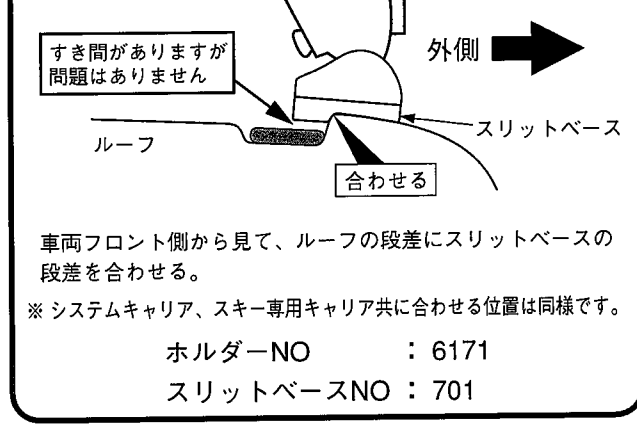 すき間がありますが
問題はありません
外側
ルーフ
スリットベース
合わせる
車両フロント側から見て、ルーフの段差にスリットベースの
段差を合わせる。
※ システムキャリア、スキー専用キャリア共に合わせる位置は同様です。
ホルダーNO : 6171
スリットベースNO : 701